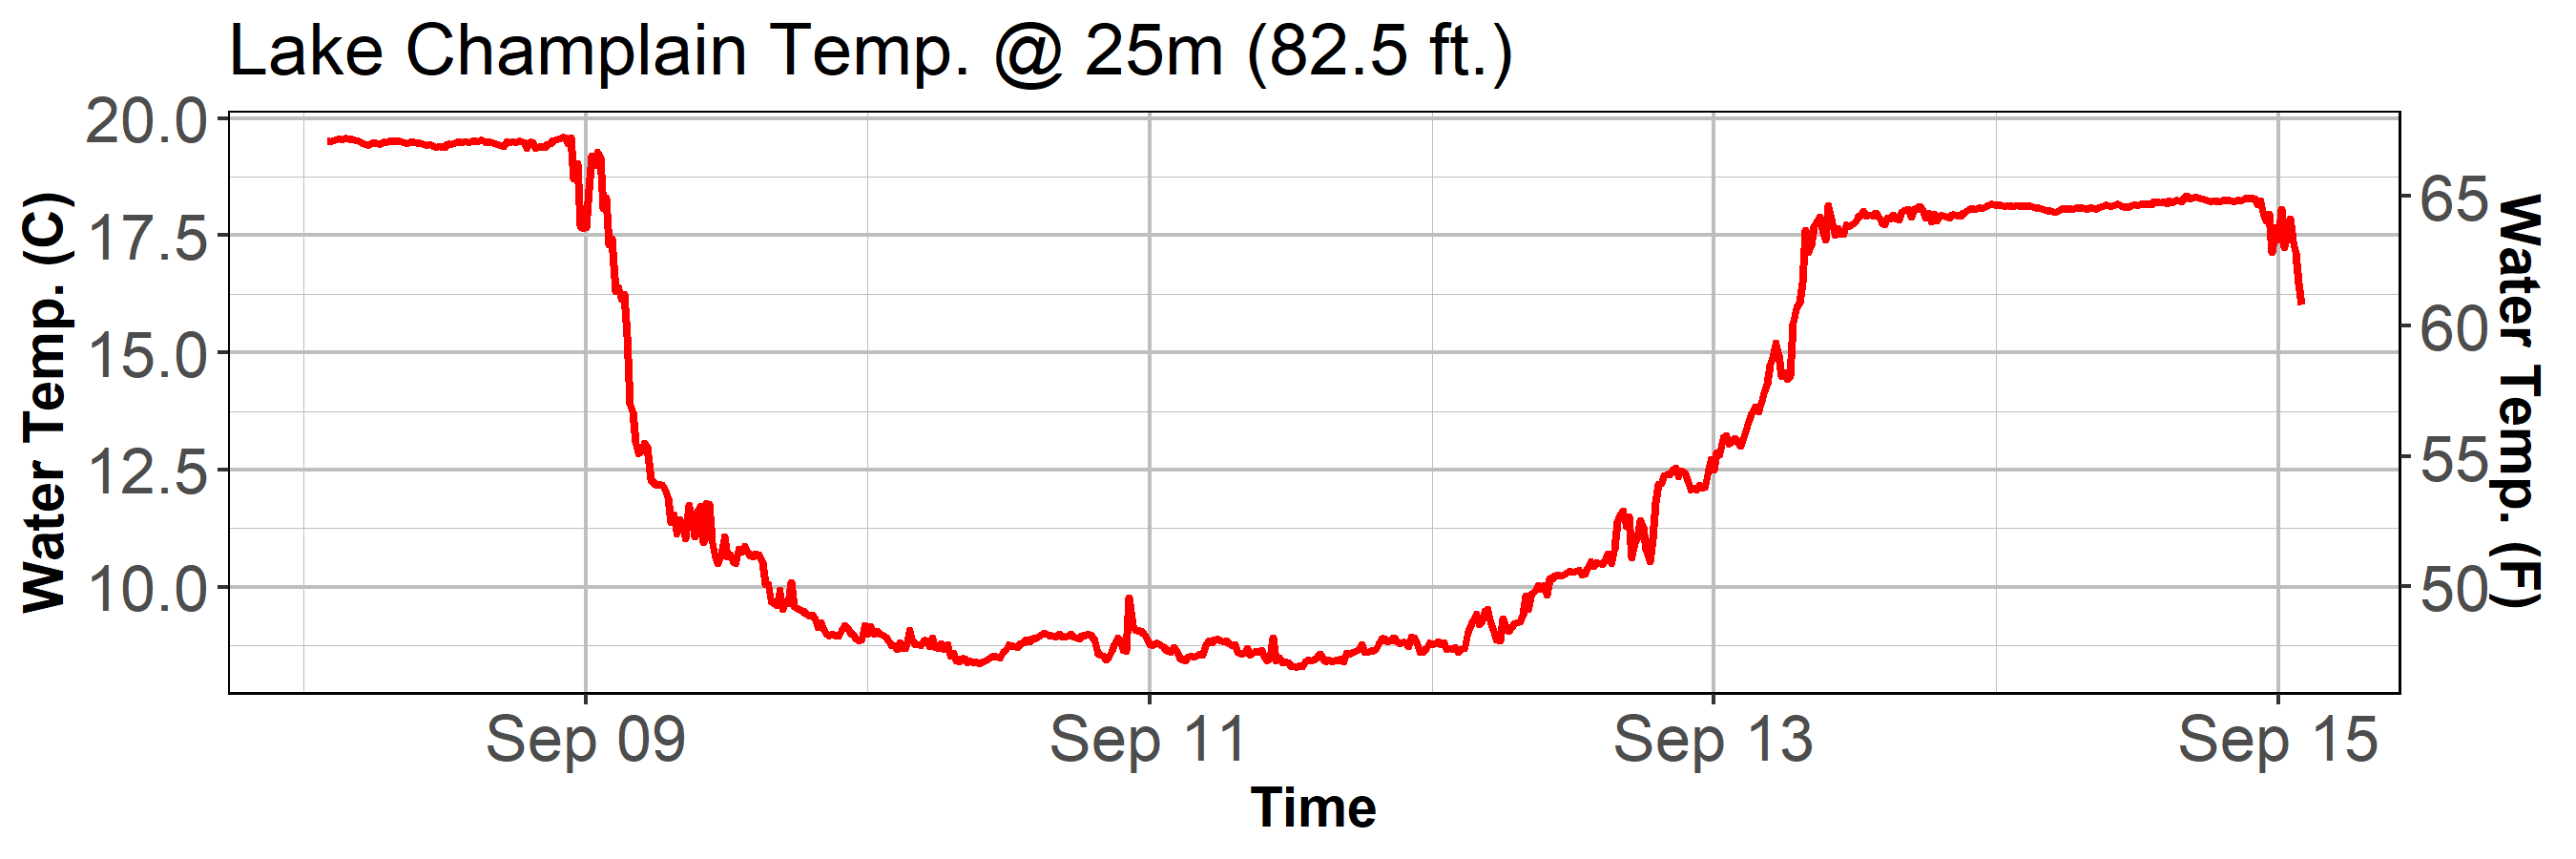 Lake Champlain Temp. @ 25m (82.5 ft.)
20.0
17.5
15.0
12.5
10.0
Water Temp. (C)
65
60
55
50
Water Temp. (F)
Sep 09
Sep 11
Sep 13
Sep 15
Time